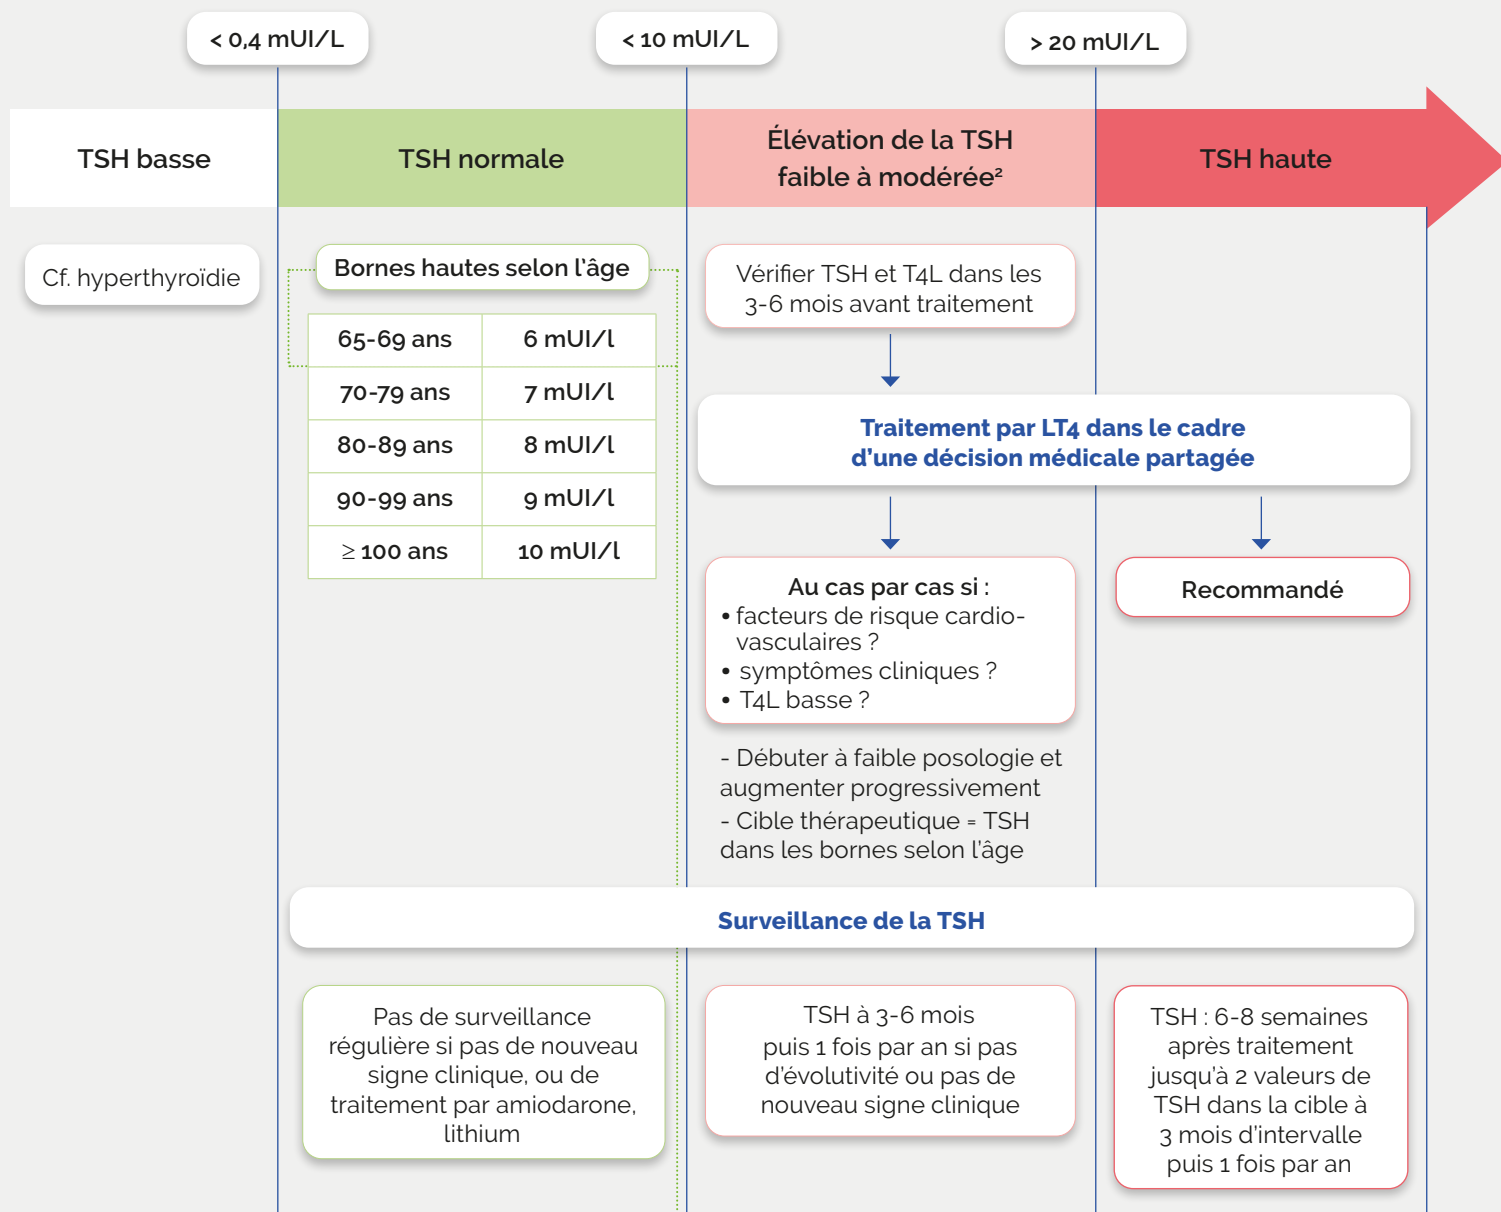 < 0,4 mUI/L
< 10 mUI/L
> 20 mUI/L
TSH basse
TSH normale
Élévation de la TSH
faible à modérée²
TSH haute
Cf. hyperthyroïdie
Bornes hautes selon l’âge
65-69 ans 6 mUI/l
70-79 ans 7 mUI/l
80-89 ans 8 mUI/l
90-99 ans 9 mUI/l
≥ 100 ans 10 mUI/l
Vérifier TSH et T4L dans les
3-6 mois avant traitement
Traitement par LT4 dans le cadre
d’une décision médicale partagée
Au cas par cas si :
• facteurs de risque cardio-
vasculaires ?
• symptômes cliniques ?
• T4L basse ?
Recommandé
- Débuter à faible posologie et
augmenter progressivement
- Cible thérapeutique = TSH
dans les bornes selon l’âge
Surveillance de la TSH
Pas de surveillance
régulière si pas de nouveau
signe clinique, ou de
traitement par amiodarone,
lithium
TSH à 3-6 mois
puis 1 fois par an si pas
d’évolutivité ou pas de
nouveau signe clinique
TSH : 6-8 semaines
après traitement
jusqu’à 2 valeurs de
TSH dans la cible à
3 mois d’intervalle
puis 1 fois par an